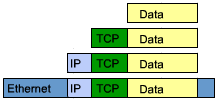 Data
TCP Data
IP TCP Data
Ethernet IP TCP Data